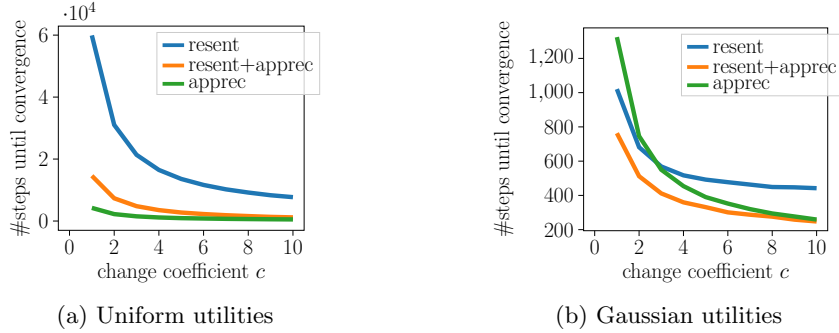 ·10⁴
6
4
2
0
#steps until convergence
resent
resent+apprec
apprec
0 2 4 6 8 10
change coefficient c
(a) Uniform utilities
1,200
1,000
800
600
400
200
#steps until convergence
resent
resent+apprec
apprec
0 2 4 6 8 10
change coefficient c
(b) Gaussian utilities